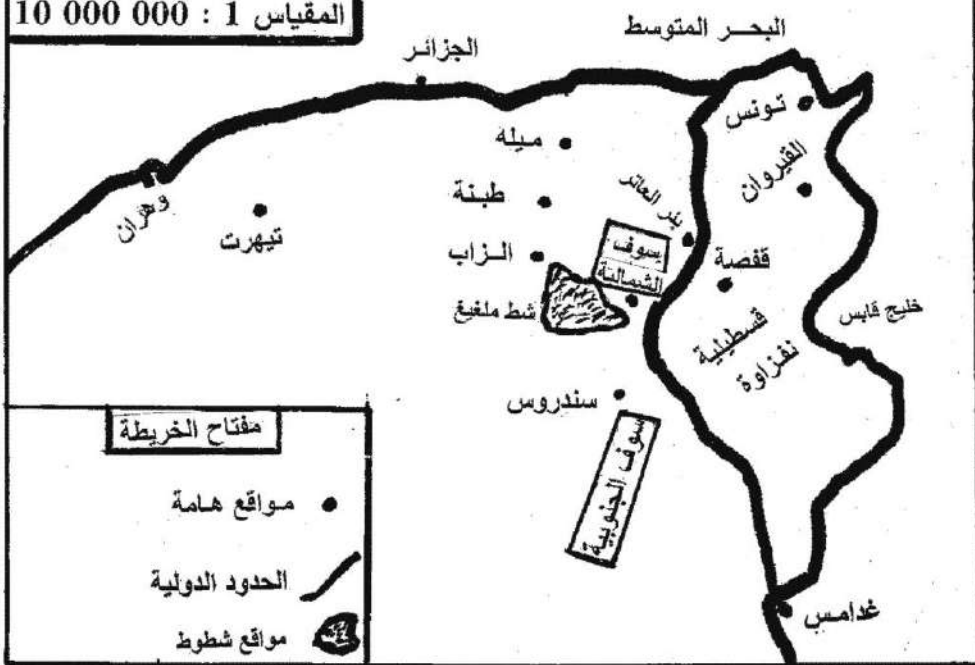 المقياس 1 : 000 000 10
البحر المتوسط
الجزائر
تونس
ميله
القيروان
بئر العاتر
طبنة
وهران
تيهرت
سوف
الشمالية
قفصة
الزاب
شط ملغيغ
خليج قابس
قسطيلية
نفزاوة
سندروس
سوف الجنوبية
مفتاح الخريطة
مواقع هامة
الحدود الدولية
مواقع شطوط
غدامس